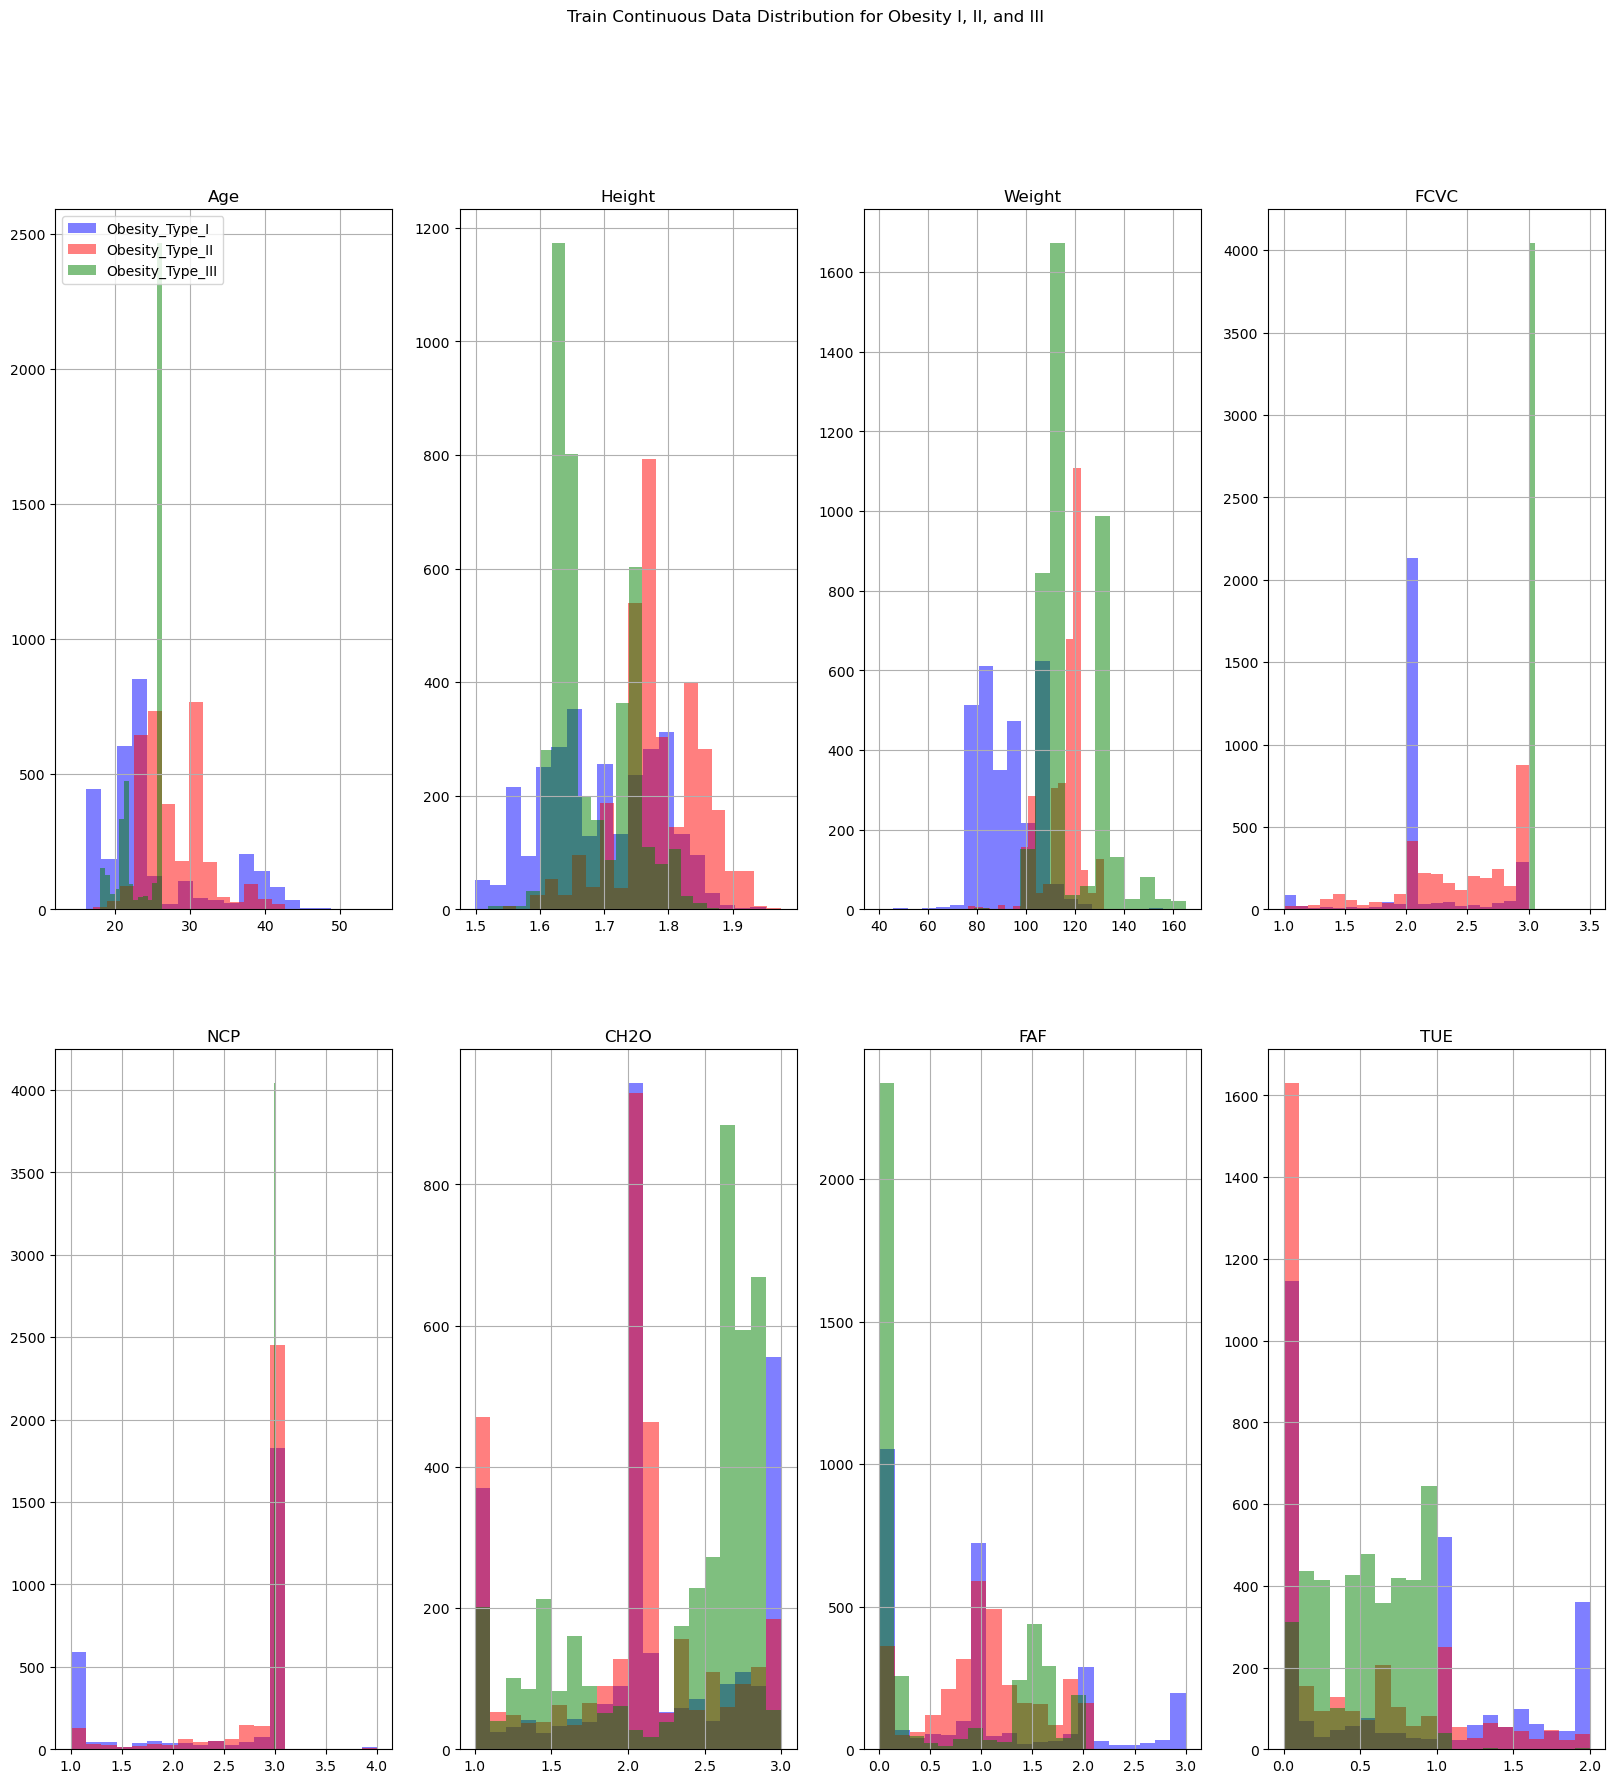 Train Continuous Data Distribution for Obesity I, II, and III
Age
Height
Weight
FCVC
Obesity_Type_I
Obesity_Type_II
Obesity_Type_III
2500
2000
1500
1000
500
0
20 30 40 50
1200
1000
800
600
400
200
0
1.5 1.6 1.7 1.8 1.9
1600
1400
1200
1000
800
600
400
200
0
40 60 80 100 120 140 160
4000
3500
3000
2500
2000
1500
1000
500
0
1.0 1.5 2.0 2.5 3.0 3.5
NCP
CH2O
FAF
TUE
4000
3500
3000
2500
2000
1500
1000
500
0
1.0 1.5 2.0 2.5 3.0 3.5 4.0
800
600
400
200
0
1.0 1.5 2.0 2.5 3.0
2000
1500
1000
500
0
0.0 0.5 1.0 1.5 2.0 2.5 3.0
1600
1400
1200
1000
800
600
400
200
0
0.0 0.5 1.0 1.5 2.0